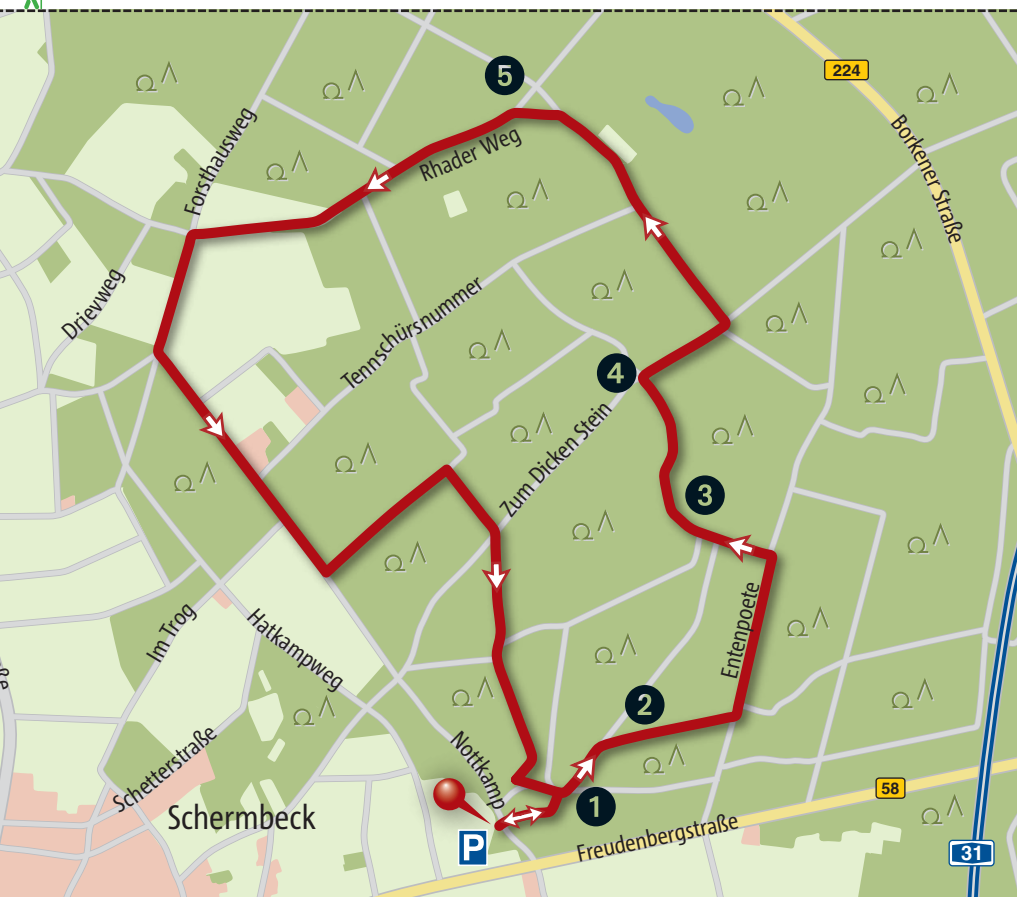 5
224
Borkener Straße
Forsthausweg
Rhader Weg
Drievweg
Tennschürsnummer
4
Zum Dicken Stein
3
Entenpoete
Im Trog
Hatkampweg
2
Nottkamp
Schetterstraße
58
1
Schermbeck
Freudenbergstraße
P
31